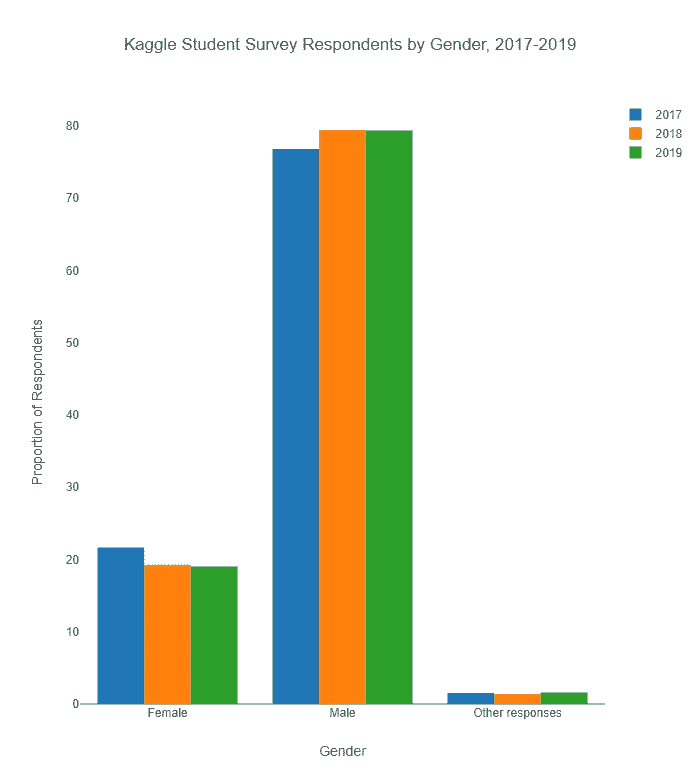 Kaggle Student Survey Respondents by Gender, 2017-2019
2017
2018
2019
80
70
60
50
40
30
20
10
0
Proportion of Respondents
Female
Male
Other responses
Gender